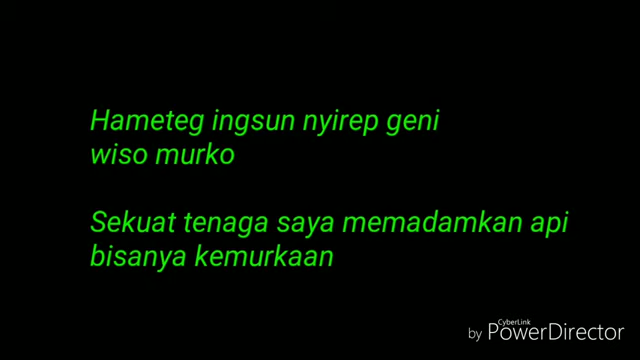 Hameteg ingsun nyirep geni
wiso murko
Sekuat tenaga saya memadamkan api
bisanya kemurkaan
by CyberLink PowerDirector